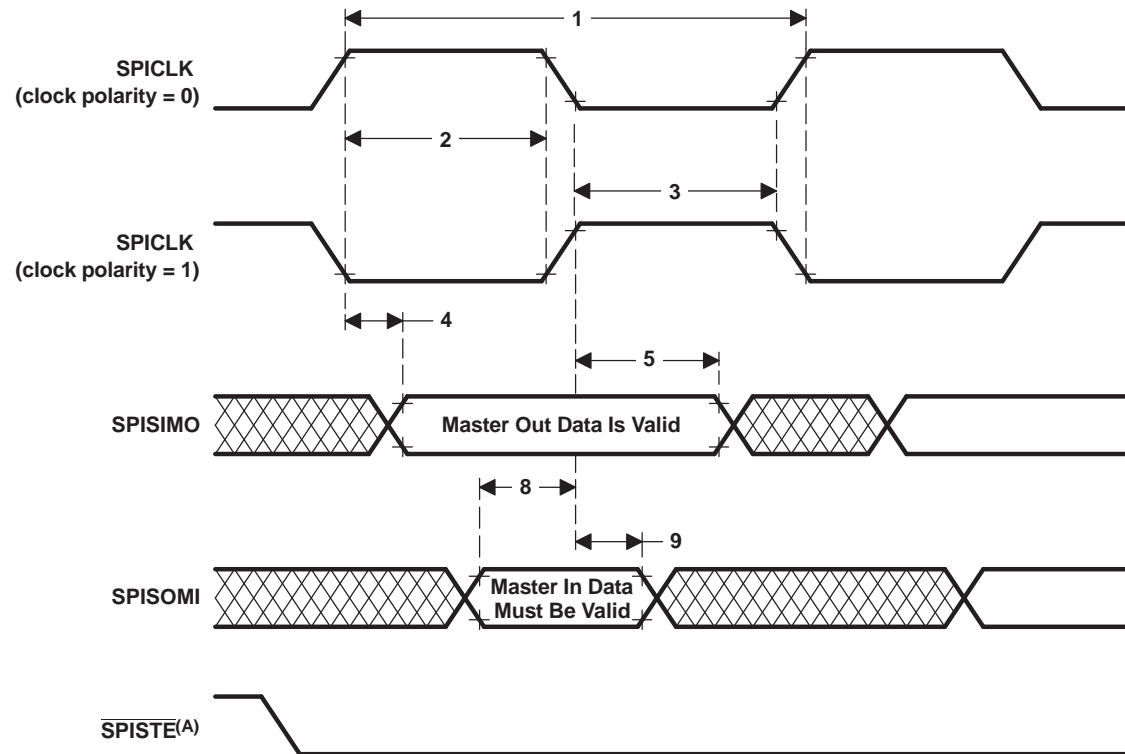 1
SPICLK
(clock polarity = 0)
2
3
SPICLK
(clock polarity = 1)
4
5
SPISIMO
Master Out Data Is Valid
8
9
SPISOMI
Master In Data
Must Be Valid
SPISTE(A)